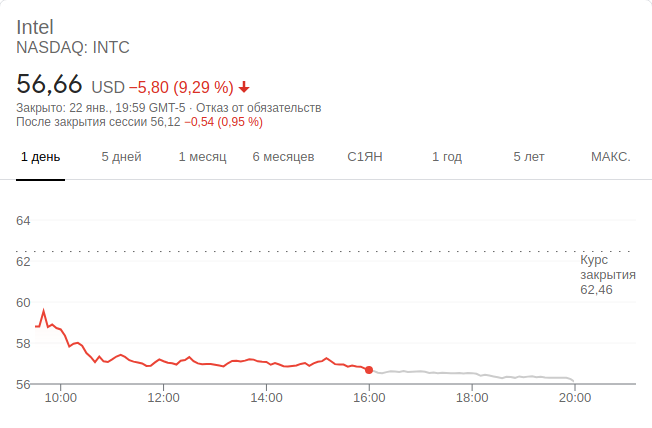 Intel
NASDAQ: INTC
56,66 USD −5,80 (9,29 %)
Закрыто: 22 янв., 19:59 GMT-5 · Отказ от обязательств
После закрытия сессии 56,12 −0,54 (0,95 %)
1 день 5 дней 1 месяц 6 месяцев С1ЯН 1 год 5 лет МАКС.
64
62
60
58
56
Курс
закрытия
62,46
10:00 12:00 14:00 16:00 18:00 20:00